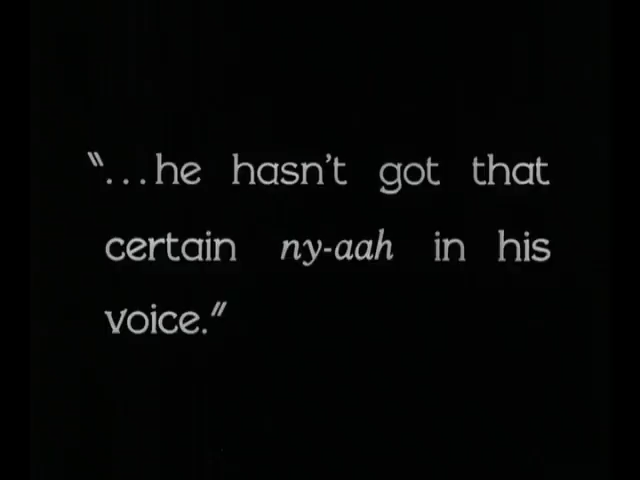 “...he hasn't got that
certain ny-aah in his
voice.”